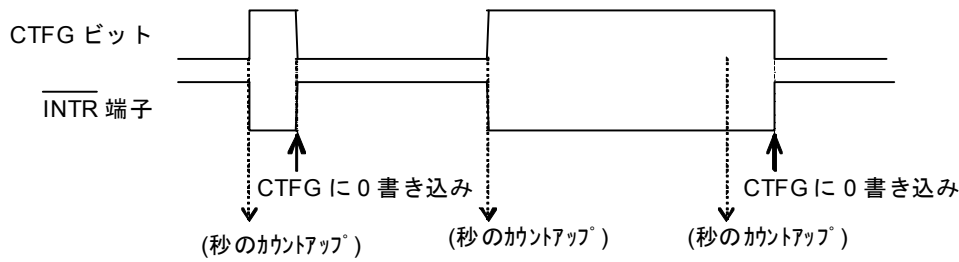 CTFG ビット
INTR 端子
CTFG に 0 書き込み
CTFG に 0 書き込み
(秒のｶｳﾝﾄｱｯﾌﾟ)
(秒のｶｳﾝﾄｱｯﾌﾟ)
(秒のｶｳﾝﾄｱｯﾌﾟ)